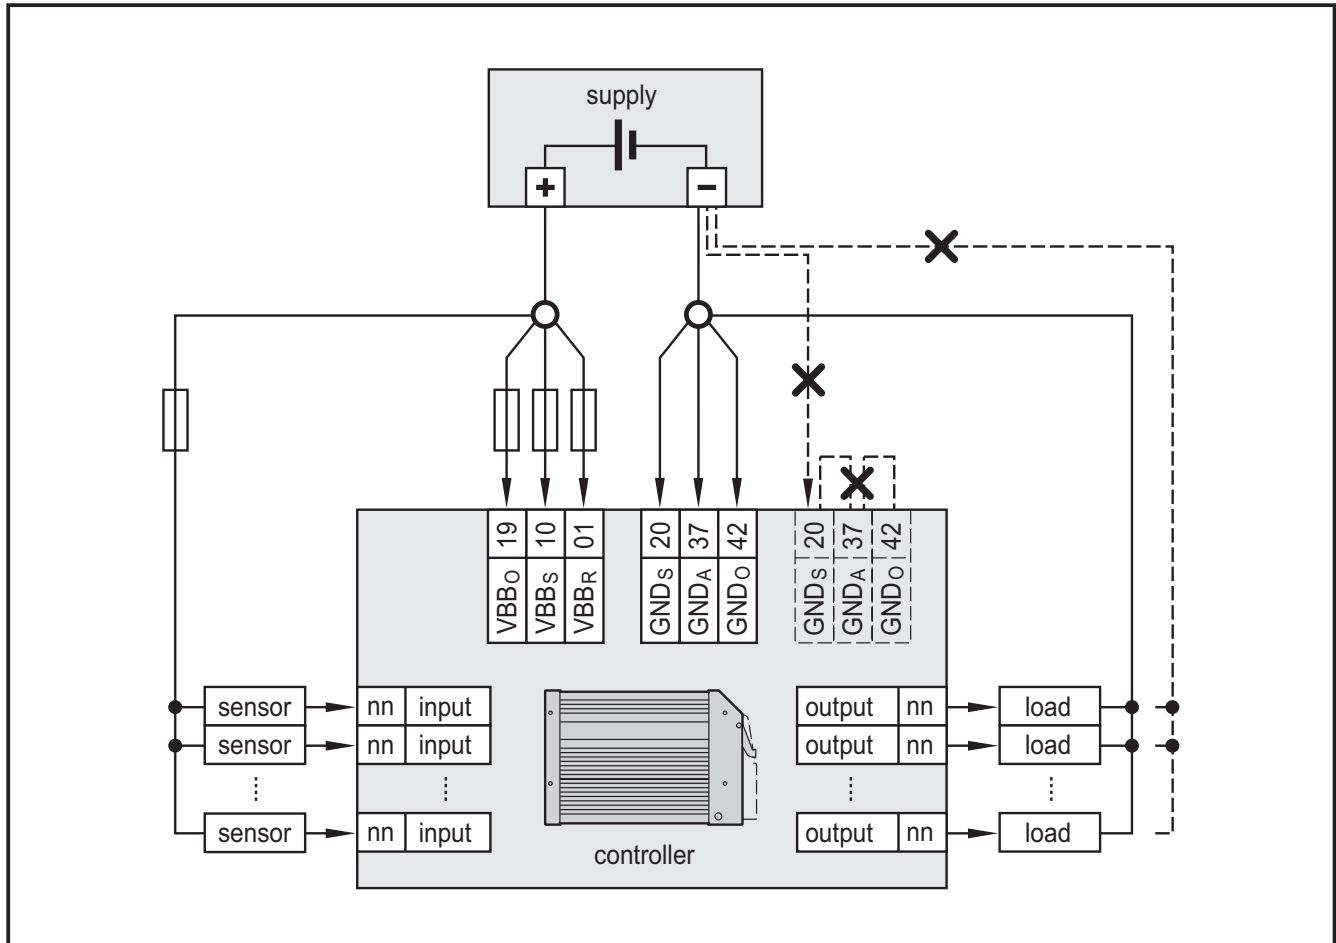 supply
+ −
19 10 01
VBBO VBBS VBBR
20 37 42
GNDS GNDA GNDO
20 37 42
GNDS GNDA GNDO
sensor nn input
output nn load
sensor nn input
output nn load
sensor nn input
output nn load
controller